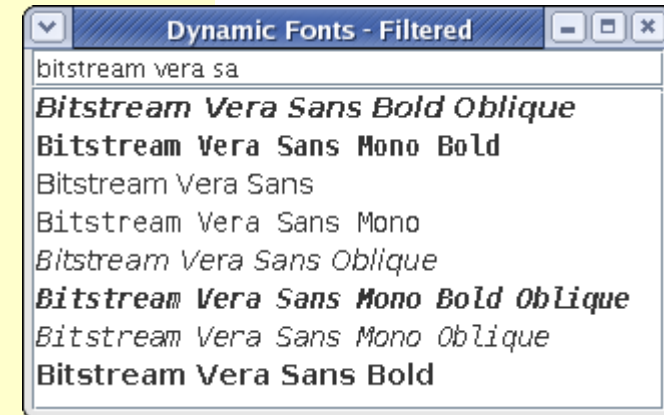 Dynamic Fonts - Filtered
bitstream vera sa
Bitstream Vera Sans Bold Oblique
Bitstream Vera Sans Mono Bold
Bitstream Vera Sans
Bitstream Vera Sans Mono
Bitstream Vera Sans Oblique
Bitstream Vera Sans Mono Bold Oblique
Bitstream Vera Sans Mono Oblique
Bitstream Vera Sans Bold